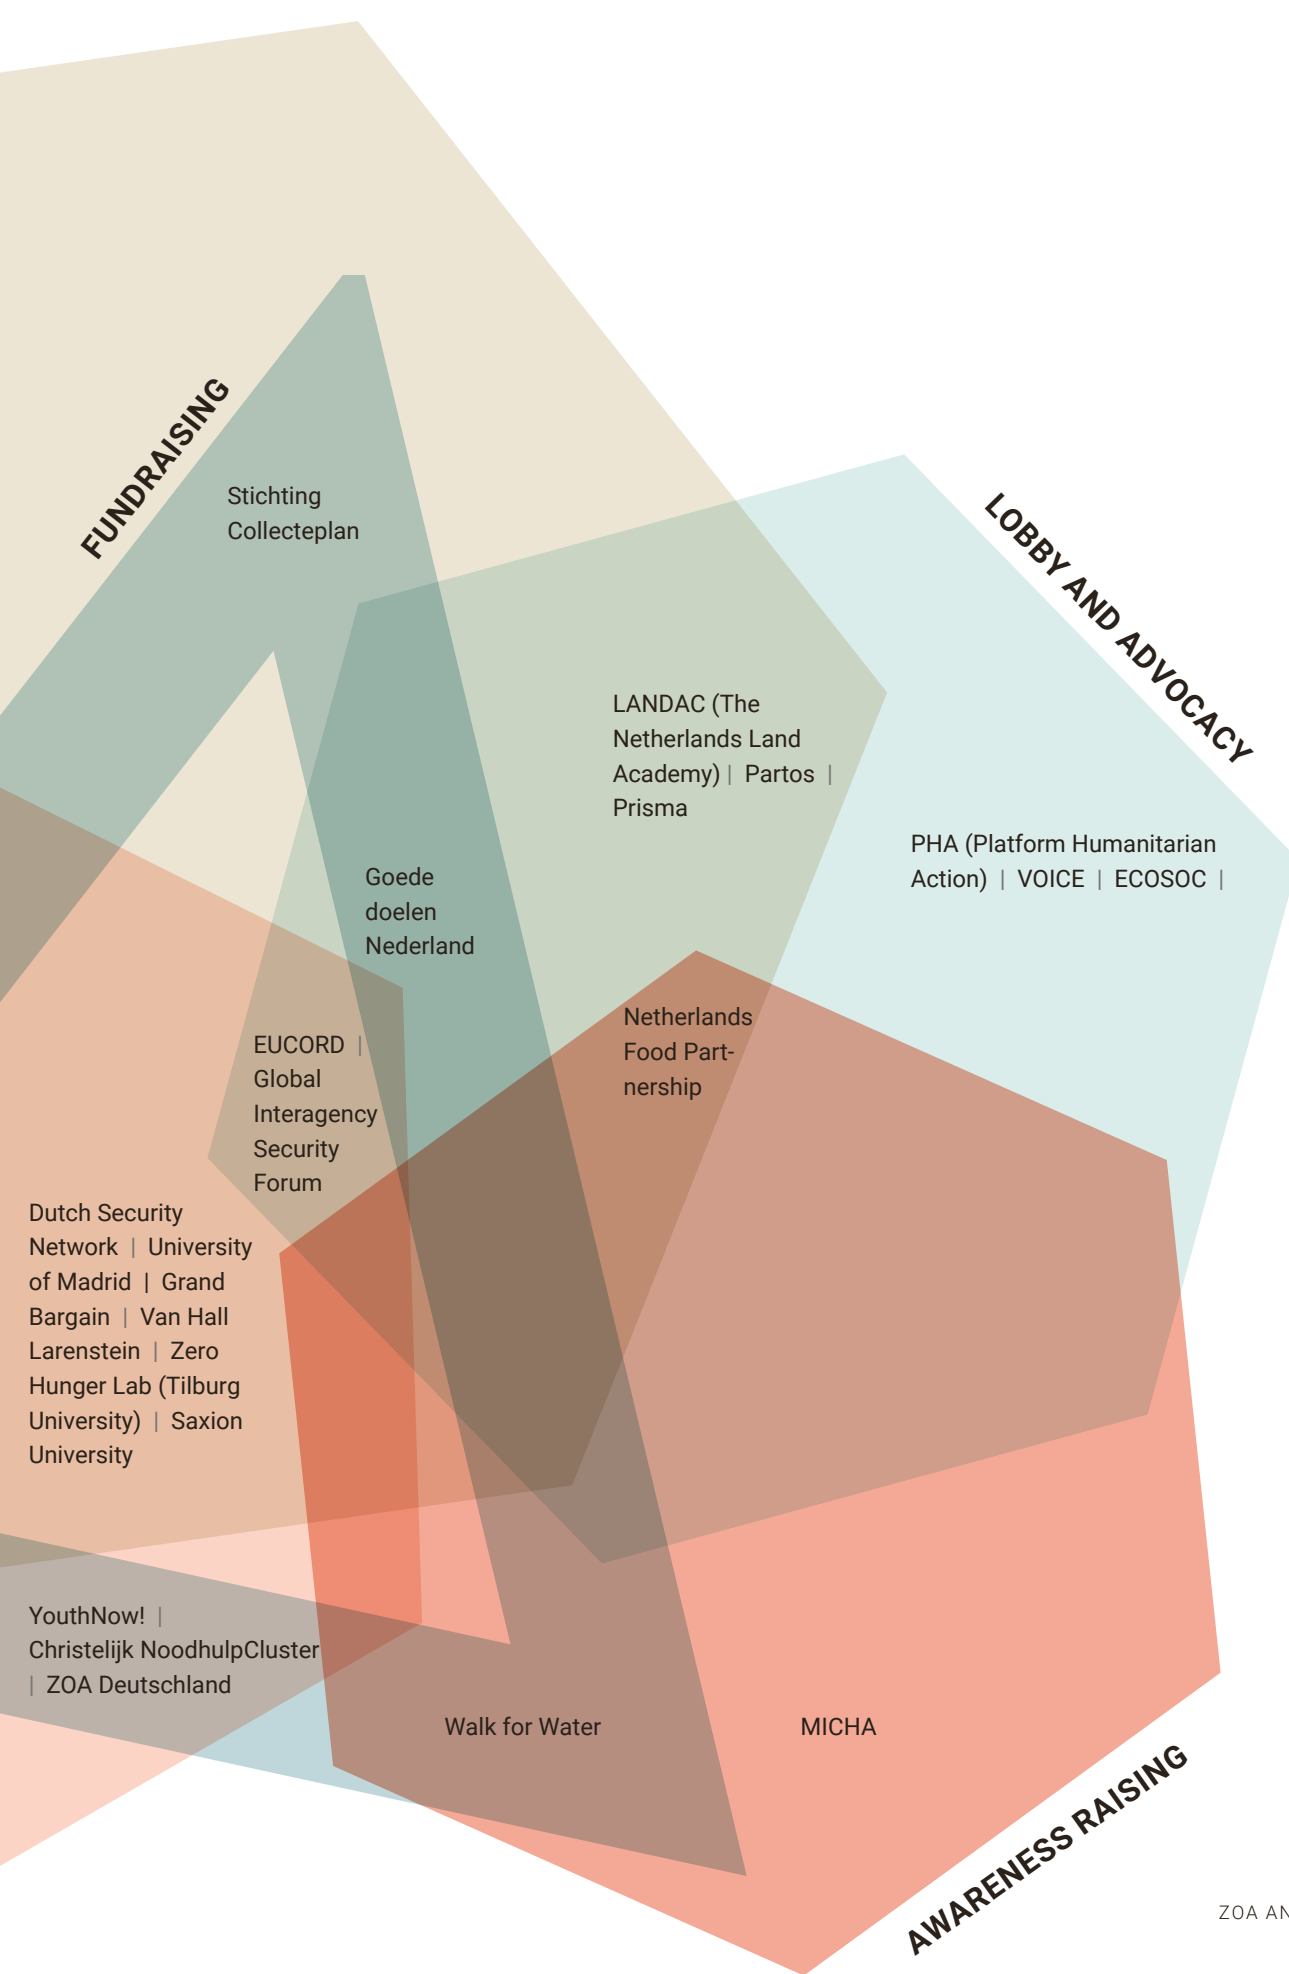 FUNDRAISING
Stichting
Collecteplan
LOBBY AND ADVOCACY
LANDAC (The
Netherlands Land
Academy) | Partos |
Prisma
PHA (Platform Humanitarian
Action) | VOICE | ECOSOC |
Goede
doelen
Nederland
Netherlands
Food Part-
nership
EUCORD |
Global
Interagency
Security
Forum
Dutch Security
Network | University
of Madrid | Grand
Bargain | Van Hall
Larenstein | Zero
Hunger Lab (Tilburg
University) | Saxion
University
YouthNow! |
Christelijk NoodhulpCluster
| ZOA Deutschland
Walk for Water
MICHA
AWARENESS RAISING
ZOA AN